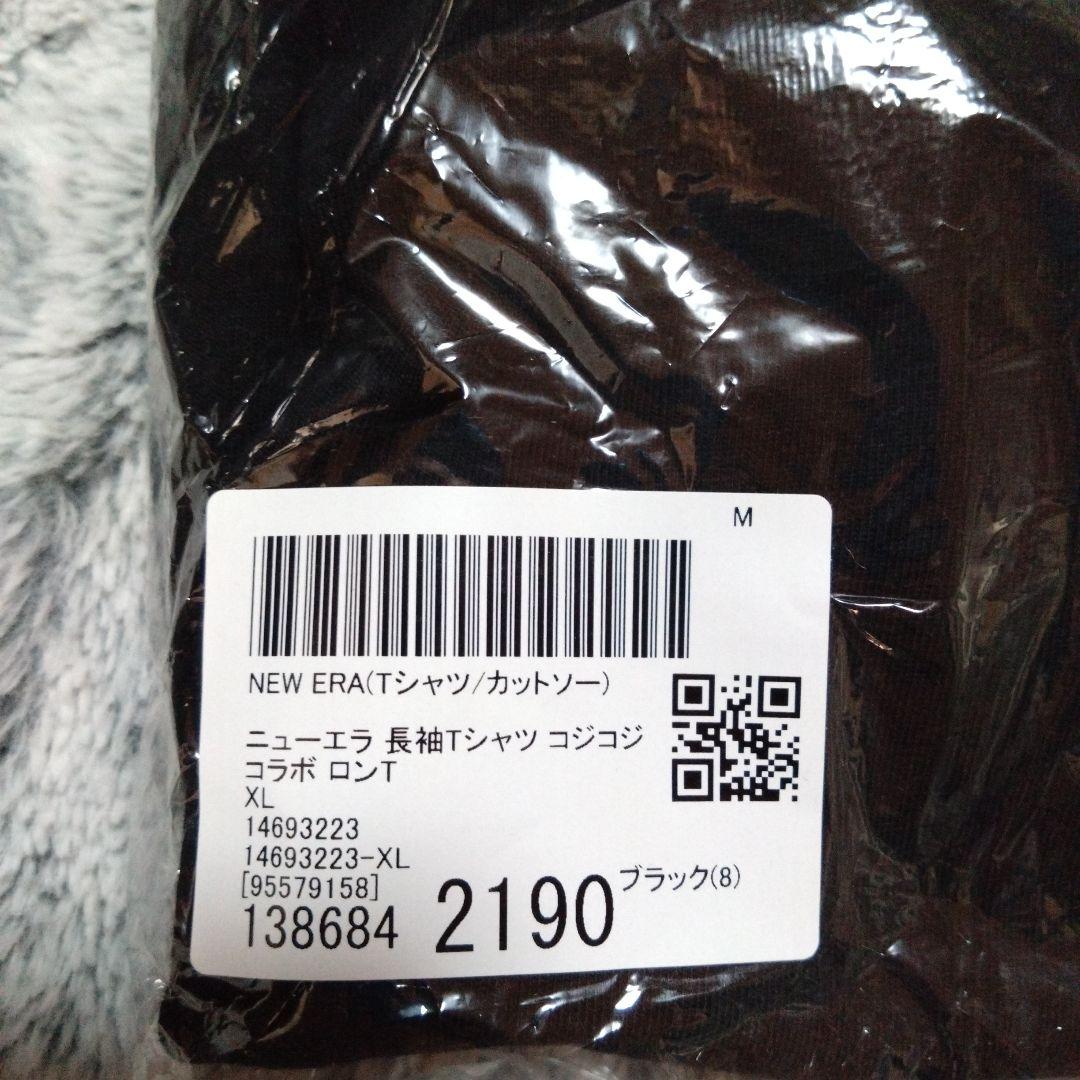 M
NEW ERA(Tシャツ/カットソー)
ニューエラ 長袖Tシャツ コジコジ
コラボ ロンT
XL
14693223
14693223-XL
[95579158]
138684 2190 ブラック(8)